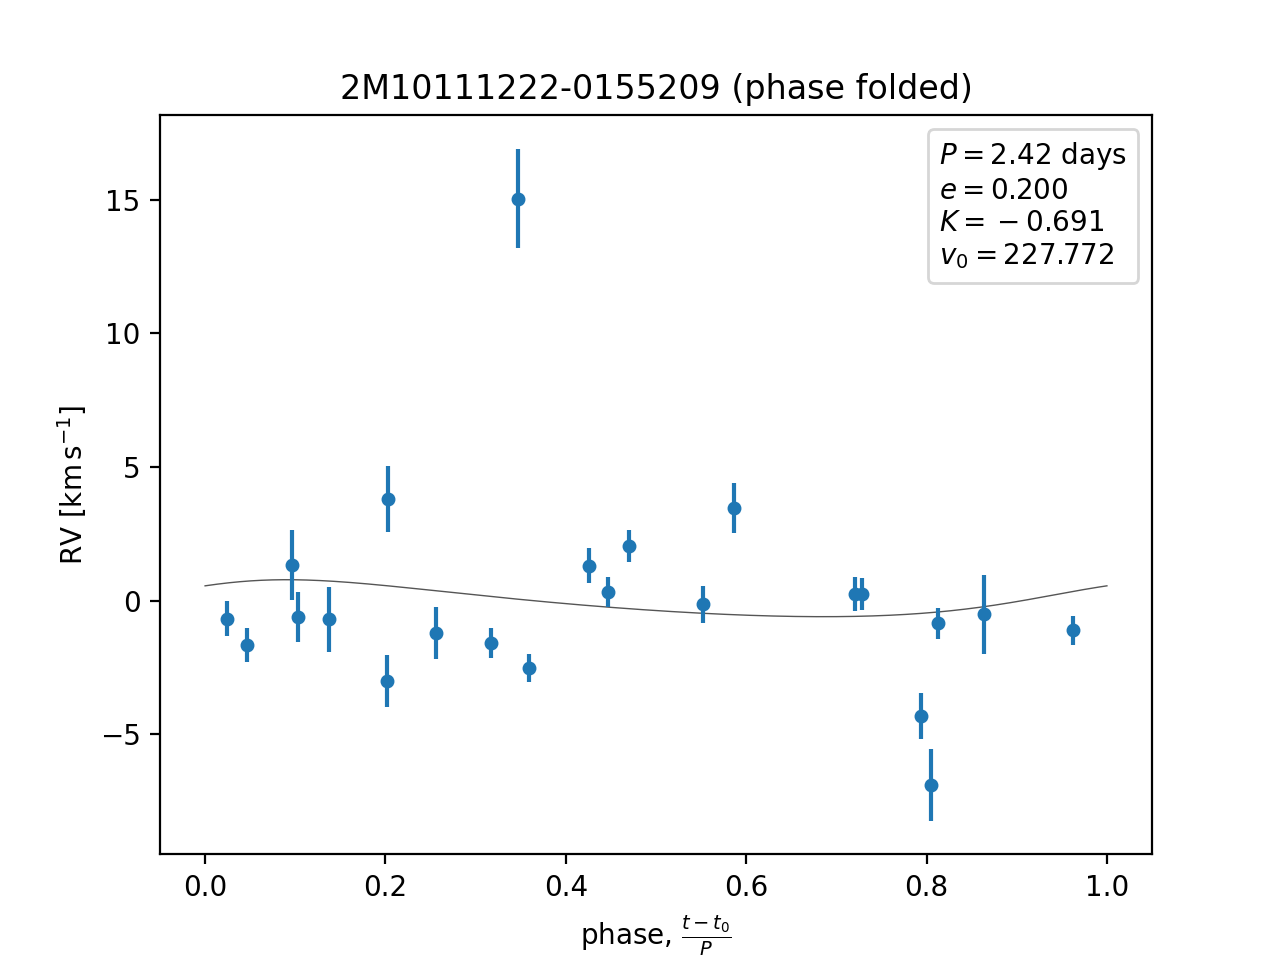 2M10111222-0155209 (phase folded)
P = 2.42 days
e = 0.200
K = −0.691
v₀ = 227.772
15
10
5
0
−5
RV [km s⁻¹]
0.0 0.2 0.4 0.6 0.8 1.0
phase, (t − t₀)/P